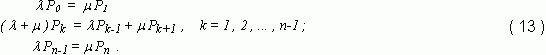 λP₀ = μP₁
(λ+μ)Pₖ = λPₖ₋₁+μPₖ₊₁ , k = 1, 2, ..., n-1; (13)
λPₙ₋₁ = μPₙ .